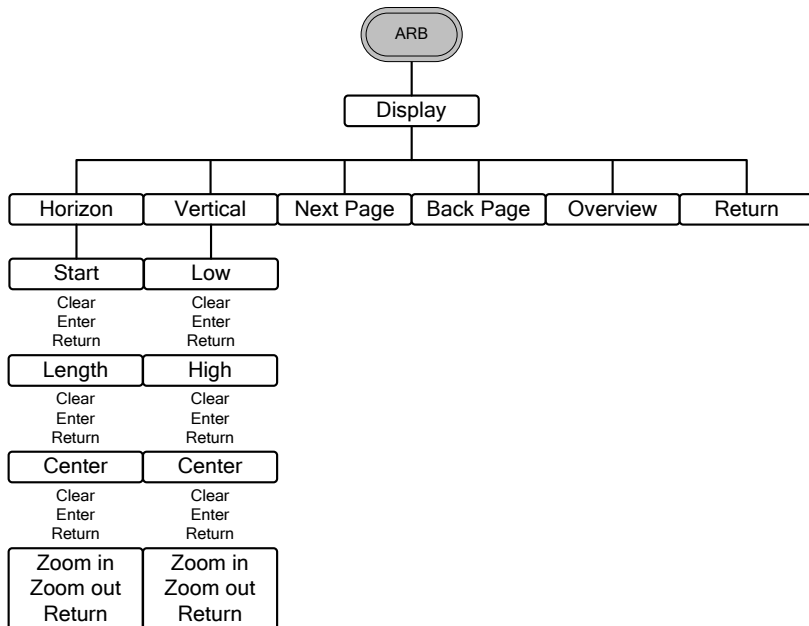 ARB
Display
Horizon Vertical Next Page Back Page Overview Return
Start Low
Clear Clear
Enter Enter
Return Return
Length High
Clear Clear
Enter Enter
Return Return
Center Center
Clear Clear
Enter Enter
Return Return
Zoom in Zoom in
Zoom out Zoom out
Return Return